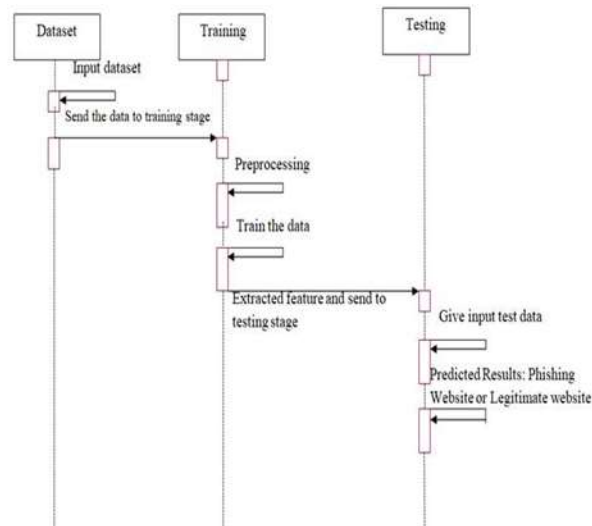 Dataset
Training
Testing
Input dataset
Send the data to training stage
Preprocessing
Train the data
Extracted feature and send to
testing stage
Give input test data
Predicted Results: Phishing
Website or Legitimate website